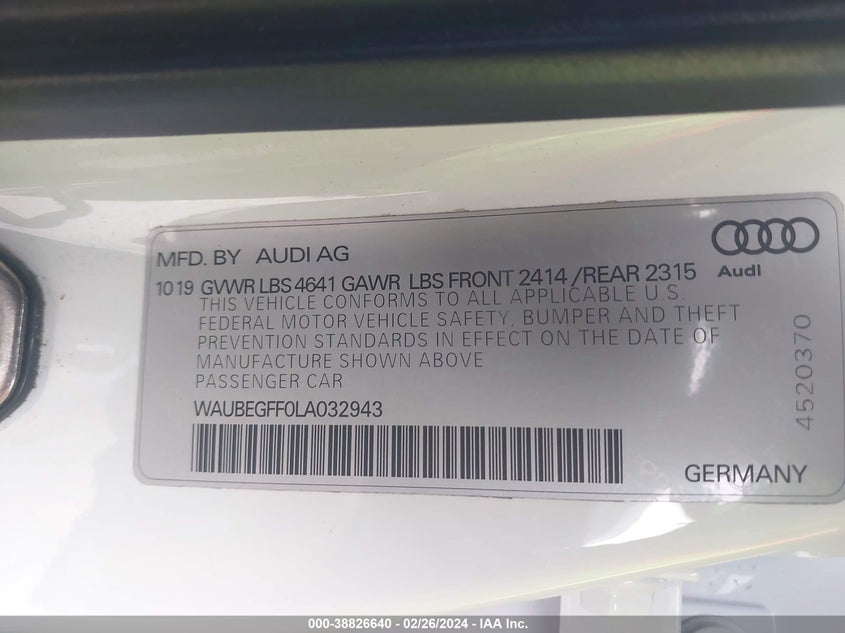 MFD. BY AUDI AG
Audi
10 19 GVWR LBS 4641 GAWR LBS FRONT 2414 /REAR 2315
THIS VEHICLE CONFORMS TO ALL APPLICABLE U.S.
FEDERAL MOTOR VEHICLE SAFETY, BUMPER AND THEFT
PREVENTION STANDARDS IN EFFECT ON THE DATE OF
MANUFACTURE SHOWN ABOVE
PASSENGER CAR
WAUBEGFF0LA032943
4520370
GERMANY
000-38826640 - 02/26/2024 - IAA Inc.